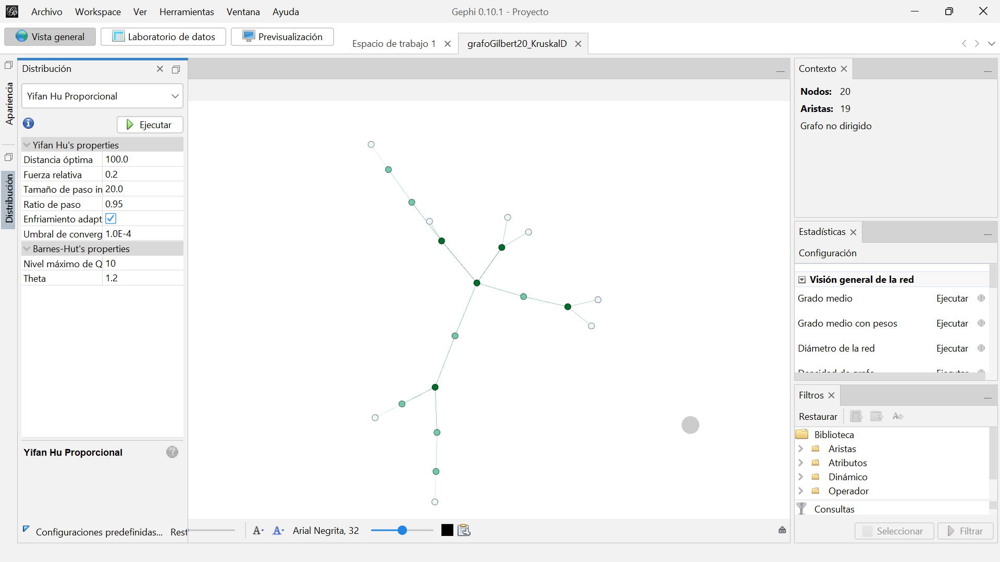 Archivo Workspace Ver Herramientas Ventana Ayuda Gephi 0.10.1 - Proyecto
Vista general Laboratorio de datos Previsualización Espacio de trabajo 1 grafoGilbert20_KruskalD
Apariencia
Distribución
Distribución
Yifan Hu Proporcional
Ejecutar
Yifan Hu's properties
Distancia óptima 100.0
Fuerza relativa 0.2
Tamaño de paso in 20.0
Ratio de paso 0.95
Enfriamiento adapt
Umbral de converg 1.0E-4
Barnes-Hut's properties
Nivel máximo de Q 10
Theta 1.2
Yifan Hu Proporcional
Configuraciones predefinidas... Rest
Arial Negrita, 32
Contexto
Nodos: 20
Aristas: 19
Grafo no dirigido
Estadísticas
Configuración
Visión general de la red
Grado medio Ejecutar
Grado medio con pesos Ejecutar
Diámetro de la red Ejecutar
Densidad de grafo Ejecutar
Filtros
Restaurar
Biblioteca
Aristas
Atributos
Dinámico
Operador
Consultas
Seleccionar Filtrar